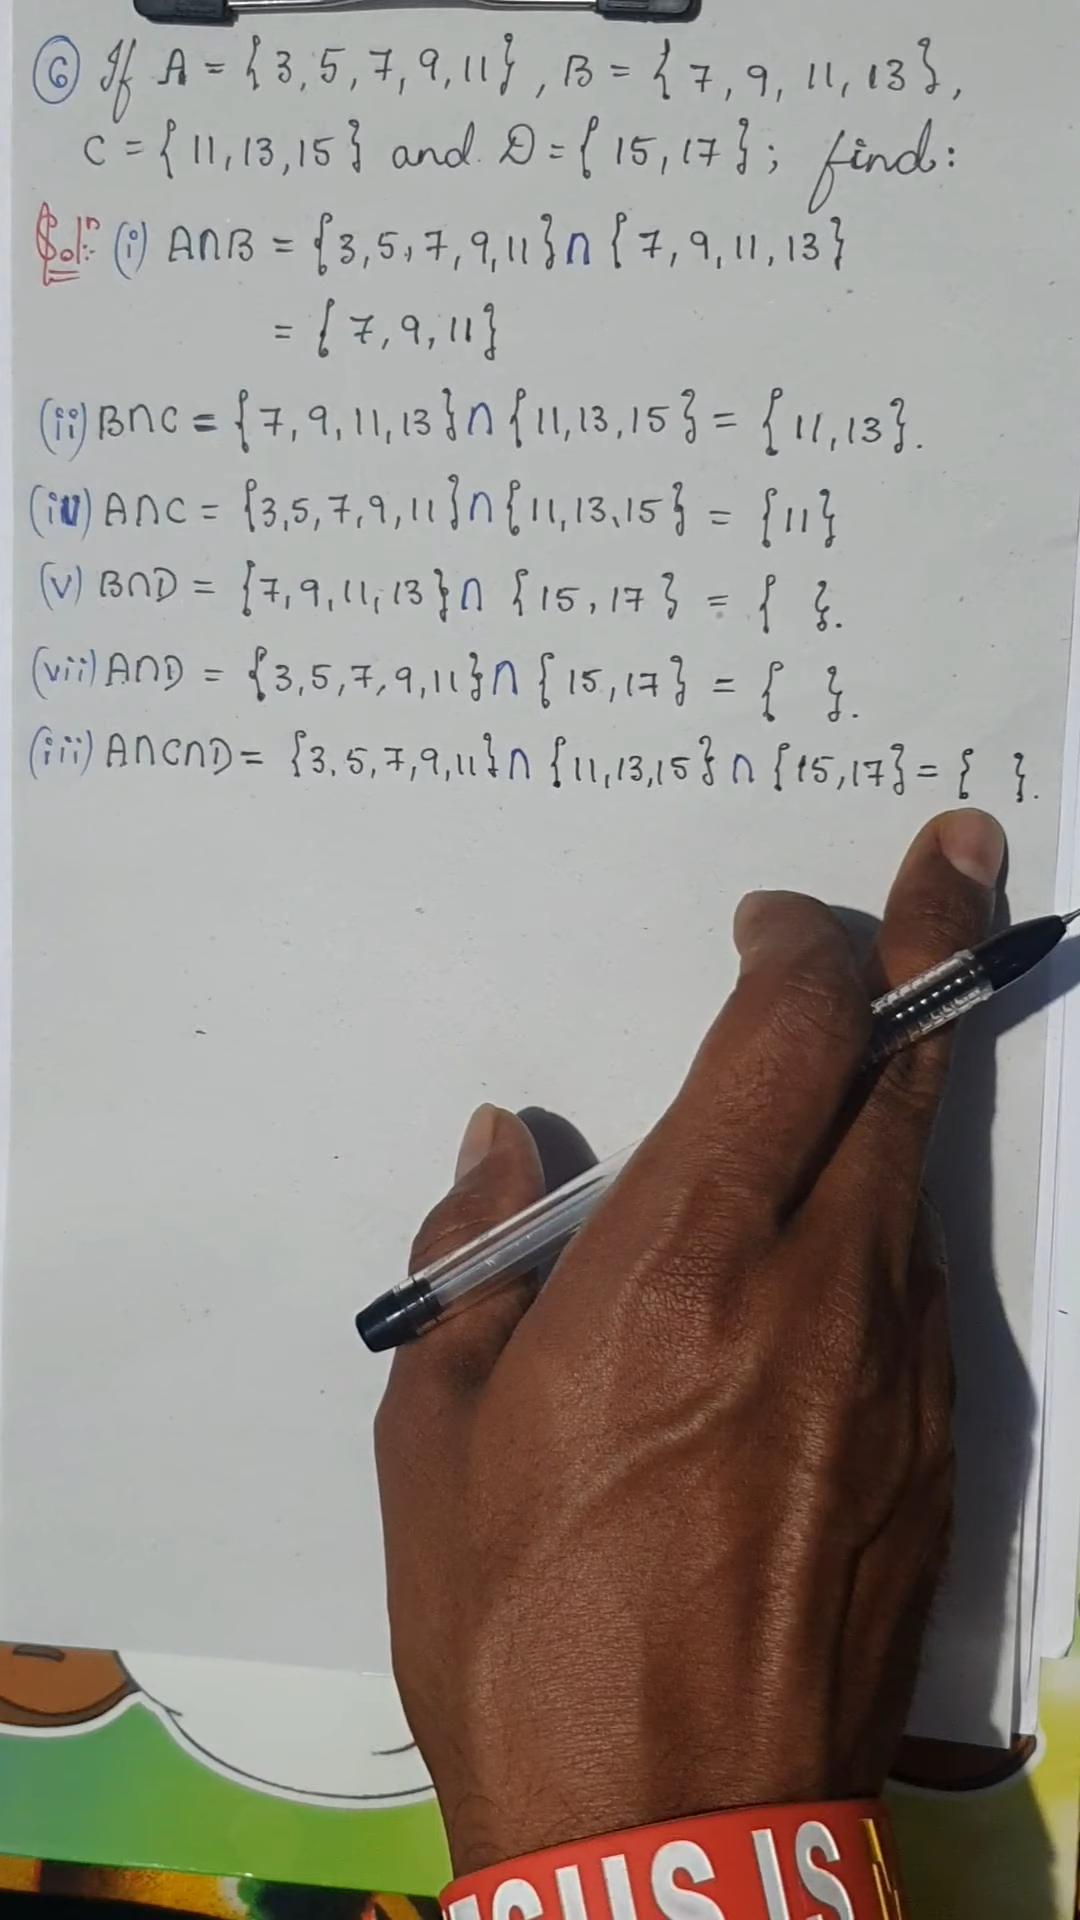 6 If A = {3, 5, 7, 9, 11}, B = {7, 9, 11, 13},
C = {11, 13, 15} and D = {15, 17}; find:
Solⁿ:- (i) A∩B = {3, 5, 7, 9, 11} ∩ {7, 9, 11, 13}
= {7, 9, 11}
(ii) B∩C = {7, 9, 11, 13} ∩ {11, 13, 15} = {11, 13}.
(iv) A∩C = {3, 5, 7, 9, 11} ∩ {11, 13, 15} = {11}
(v) B∩D = {7, 9, 11, 13} ∩ {15, 17} = { }.
(vii) A∩D = {3, 5, 7, 9, 11} ∩ {15, 17} = { }.
(iii) A∩C∩D = {3, 5, 7, 9, 11} ∩ {11, 13, 15} ∩ {15, 17} = { }.
IS